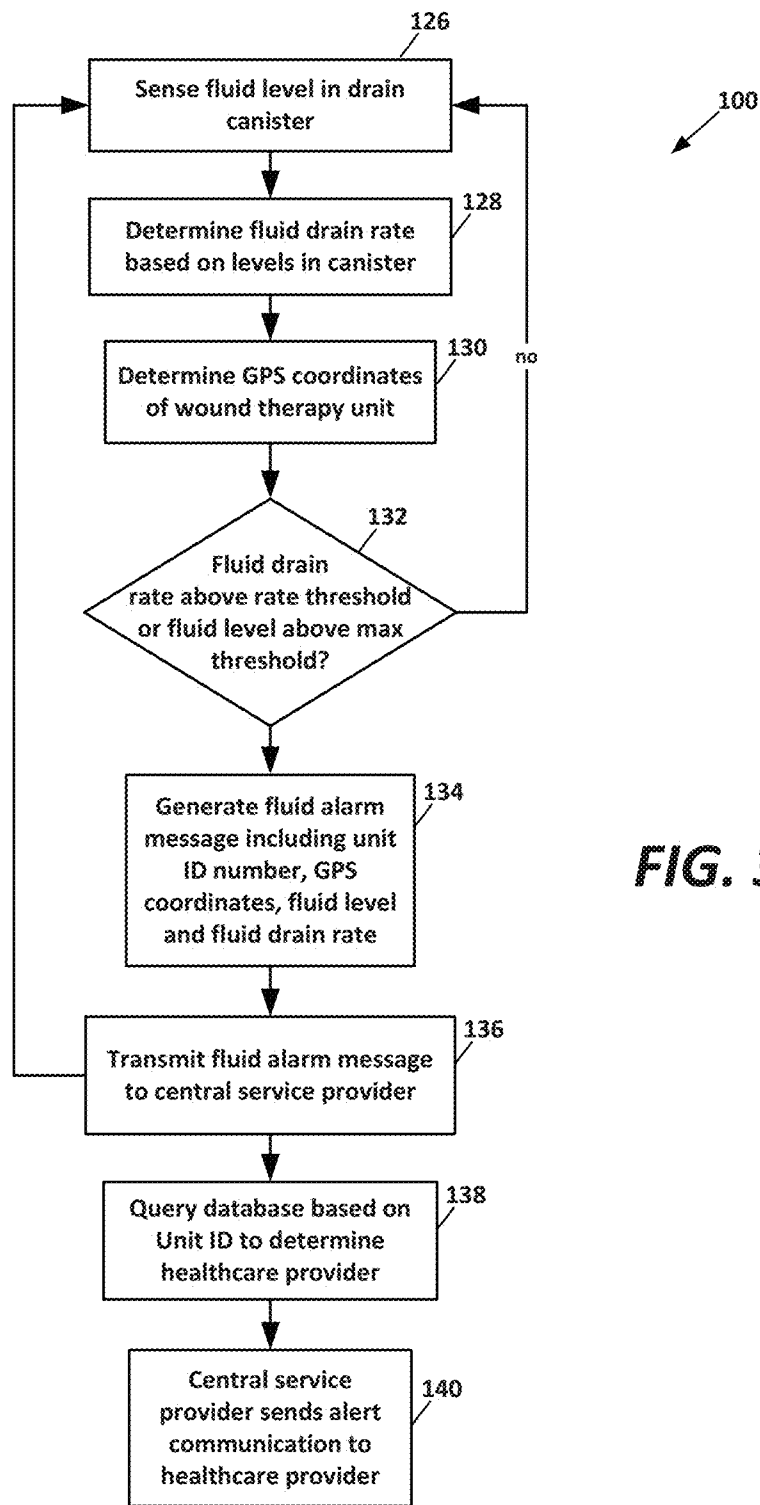 126
Sense fluid level in drain
canister
100
128
Determine fluid drain rate
based on levels in canister
130
Determine GPS coordinates
of wound therapy unit
no
132
Fluid drain
rate above rate threshold
or fluid level above max
threshold?
134
Generate fluid alarm
message including unit
ID number, GPS
coordinates, fluid level
and fluid drain rate
FIG. 3
136
Transmit fluid alarm message
to central service provider
138
Query database based on
Unit ID to determine
healthcare provider
140
Central service
provider sends alert
communication to
healthcare provider